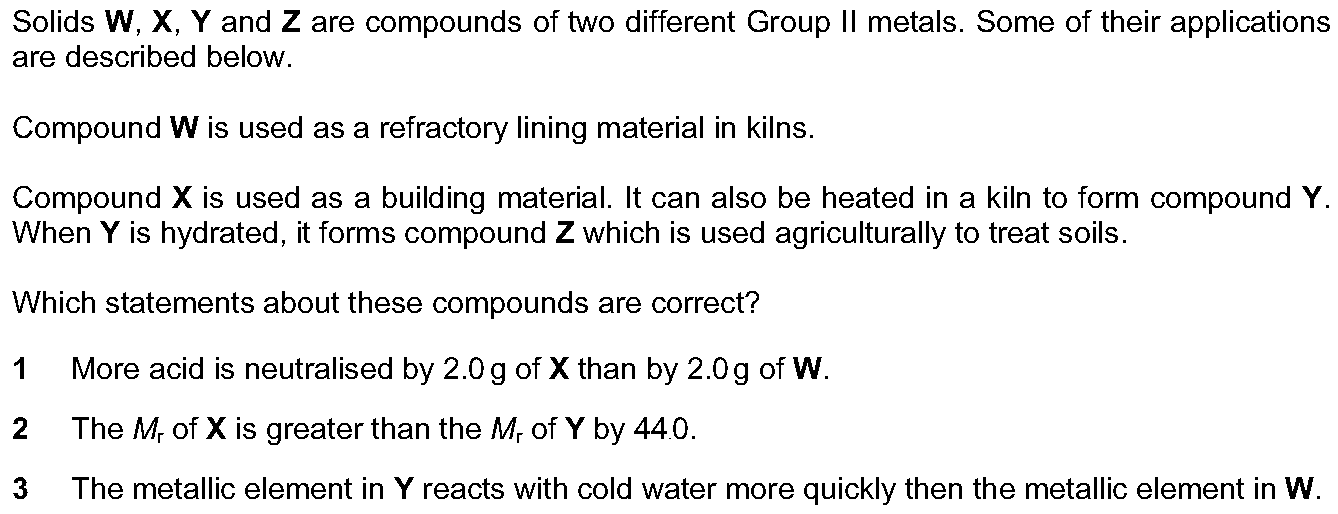 Solids W, X, Y and Z are compounds of two different Group II metals. Some of their applications
are described below.
Compound W is used as a refractory lining material in kilns.
Compound X is used as a building material. It can also be heated in a kiln to form compound Y.
When Y is hydrated, it forms compound Z which is used agriculturally to treat soils.
Which statements about these compounds are correct?
1 More acid is neutralised by 2.0 g of X than by 2.0 g of W.
2 The Mr of X is greater than the Mr of Y by 44.0.
3 The metallic element in Y reacts with cold water more quickly then the metallic element in W.